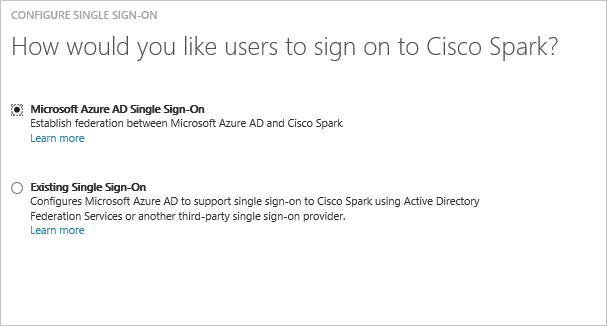 CONFIGURE SINGLE SIGN-ON
How would you like users to sign on to Cisco Spark?
Microsoft Azure AD Single Sign-On
Establish federation between Microsoft Azure AD and Cisco Spark
Learn more
Existing Single Sign-On
Configures Microsoft Azure AD to support single sign-on to Cisco Spark using Active Directory
Federation Services or another third-party single sign-on provider.
Learn more